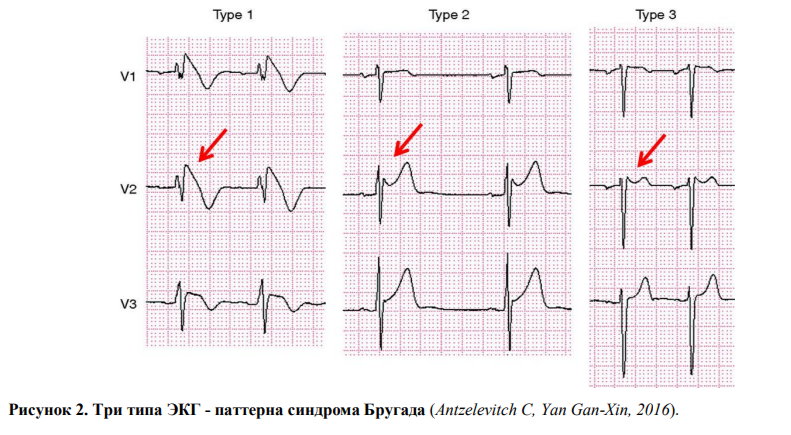 Type 1 Type 2 Type 3
V1
V2
V3
Рисунок 2. Три типа ЭКГ - паттерна синдрома Бругада (Antzelevitch C, Yan Gan-Xin, 2016).